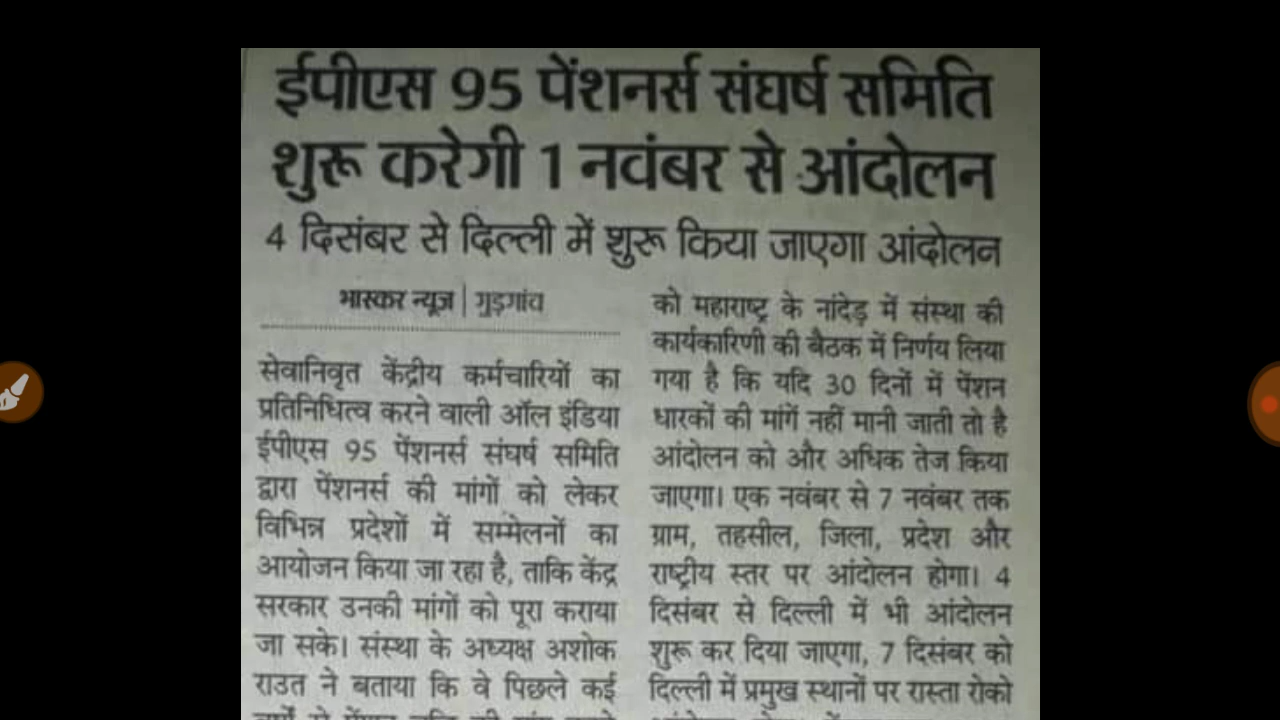 ईपीएस 95 पेंशनर्स संघर्ष समिति
शुरू करेगी 1 नवंबर से आंदोलन
4 दिसंबर से दिल्ली में शुरू किया जाएगा आंदोलन
भास्कर न्यूज | गुड़गांव
सेवानिवृत केंद्रीय कर्मचारियों का
प्रतिनिधित्व करने वाली ऑल इंडिया
ईपीएस 95 पेंशनर्स संघर्ष समिति
द्वारा पेंशनर्स की मांगों को लेकर
विभिन्न प्रदेशों में सम्मेलनों का
आयोजन किया जा रहा है, ताकि केंद्र
सरकार उनकी मांगों को पूरा कराया
जा सके। संस्था के अध्यक्ष अशोक
राउत ने बताया कि वे पिछले कई
को महाराष्ट्र के नांदेड़ में संस्था की
कार्यकारिणी की बैठक में निर्णय लिया
गया है कि यदि 30 दिनों में पेंशन
धारकों की मांगें नहीं मानी जाती तो है
आंदोलन को और अधिक तेज किया
जाएगा। एक नवंबर से 7 नवंबर तक
ग्राम, तहसील, जिला, प्रदेश और
राष्ट्रीय स्तर पर आंदोलन होगा। 4
दिसंबर से दिल्ली में भी आंदोलन
शुरू कर दिया जाएगा, 7 दिसंबर को
दिल्ली में प्रमुख स्थानों पर रास्ता रोको